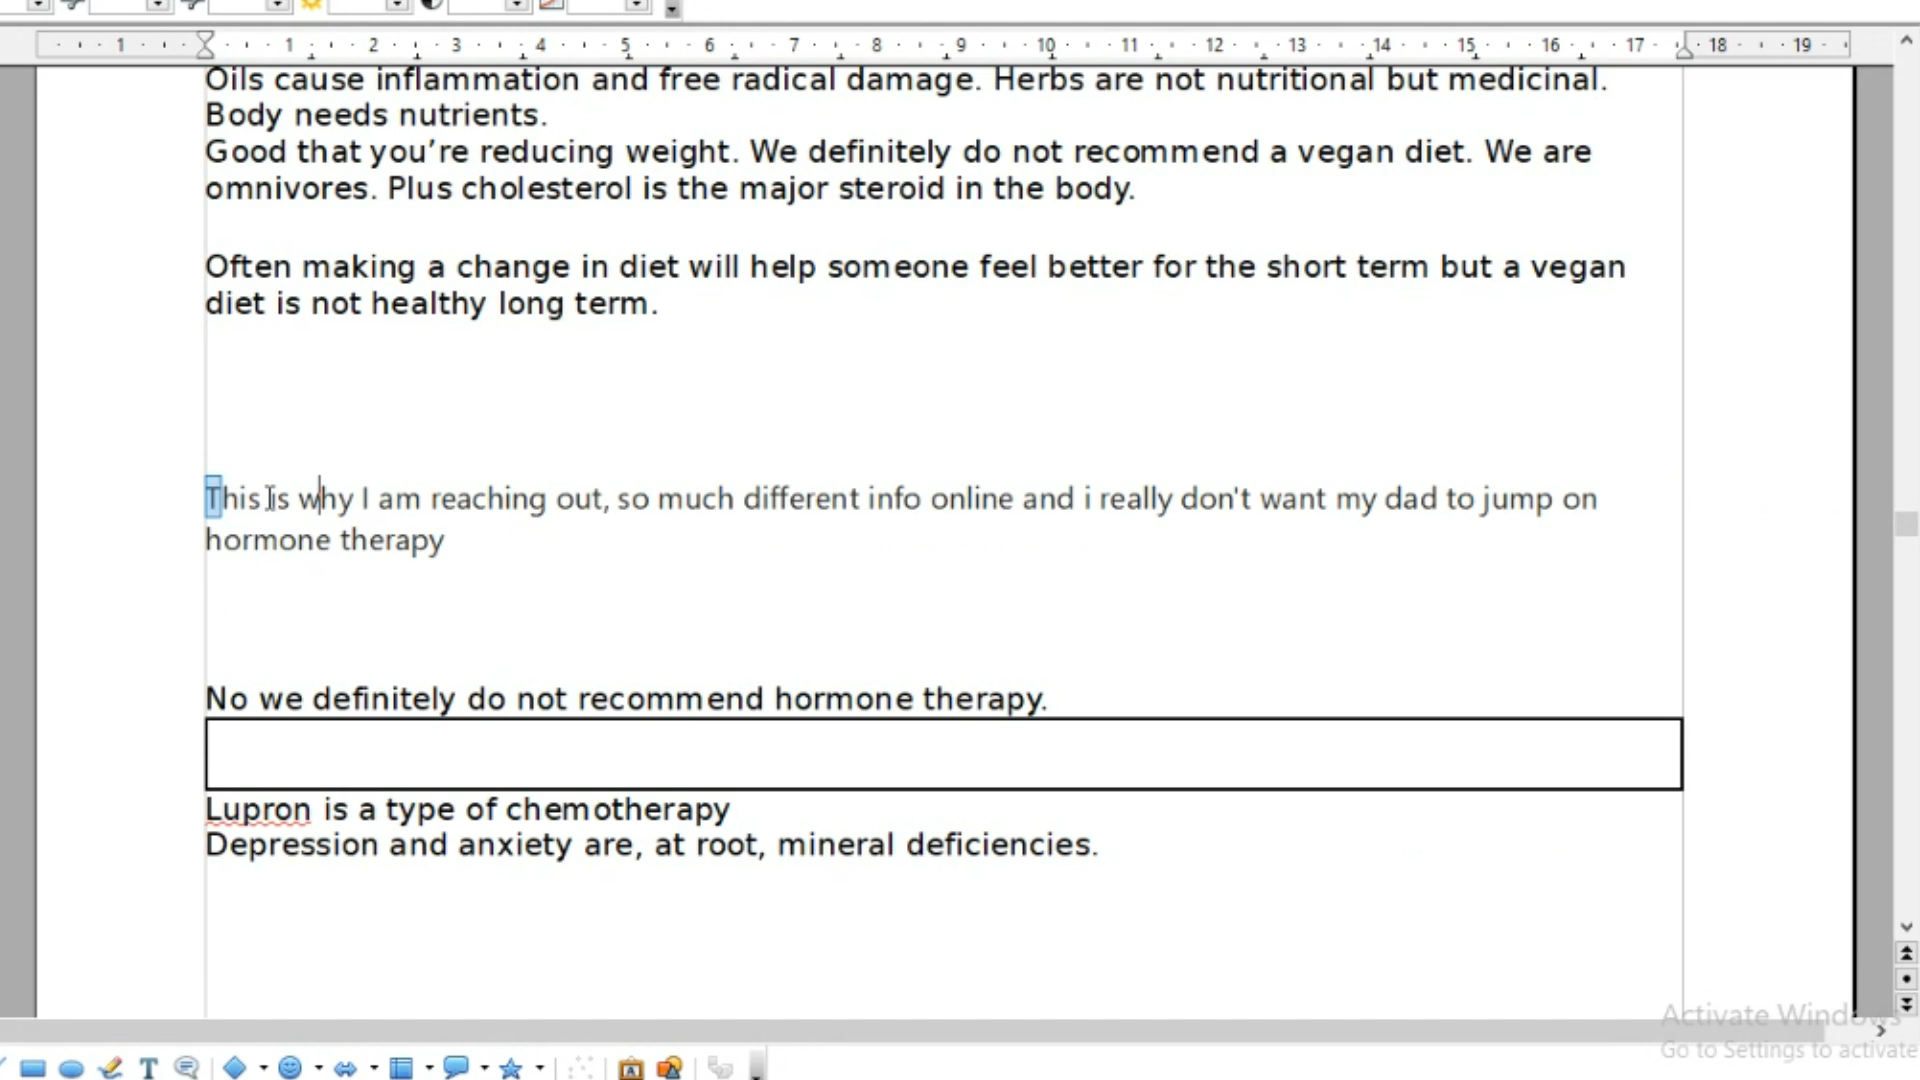 1 1 2 3 4 5 6 7 8 9 10 11 12 13 14 15 16 17 18 19
Oils cause inflammation and free radical damage. Herbs are not nutritional but medicinal.
Body needs nutrients.
Good that you’re reducing weight. We definitely do not recommend a vegan diet. We are
omnivores. Plus cholesterol is the major steroid in the body.
Often making a change in diet will help someone feel better for the short term but a vegan
diet is not healthy long term.
This is why I am reaching out, so much different info online and i really don't want my dad to jump on
hormone therapy
No we definitely do not recommend hormone therapy.
Lupron is a type of chemotherapy
Depression and anxiety are, at root, mineral deficiencies.
Activate Windows
Go to Settings to activate